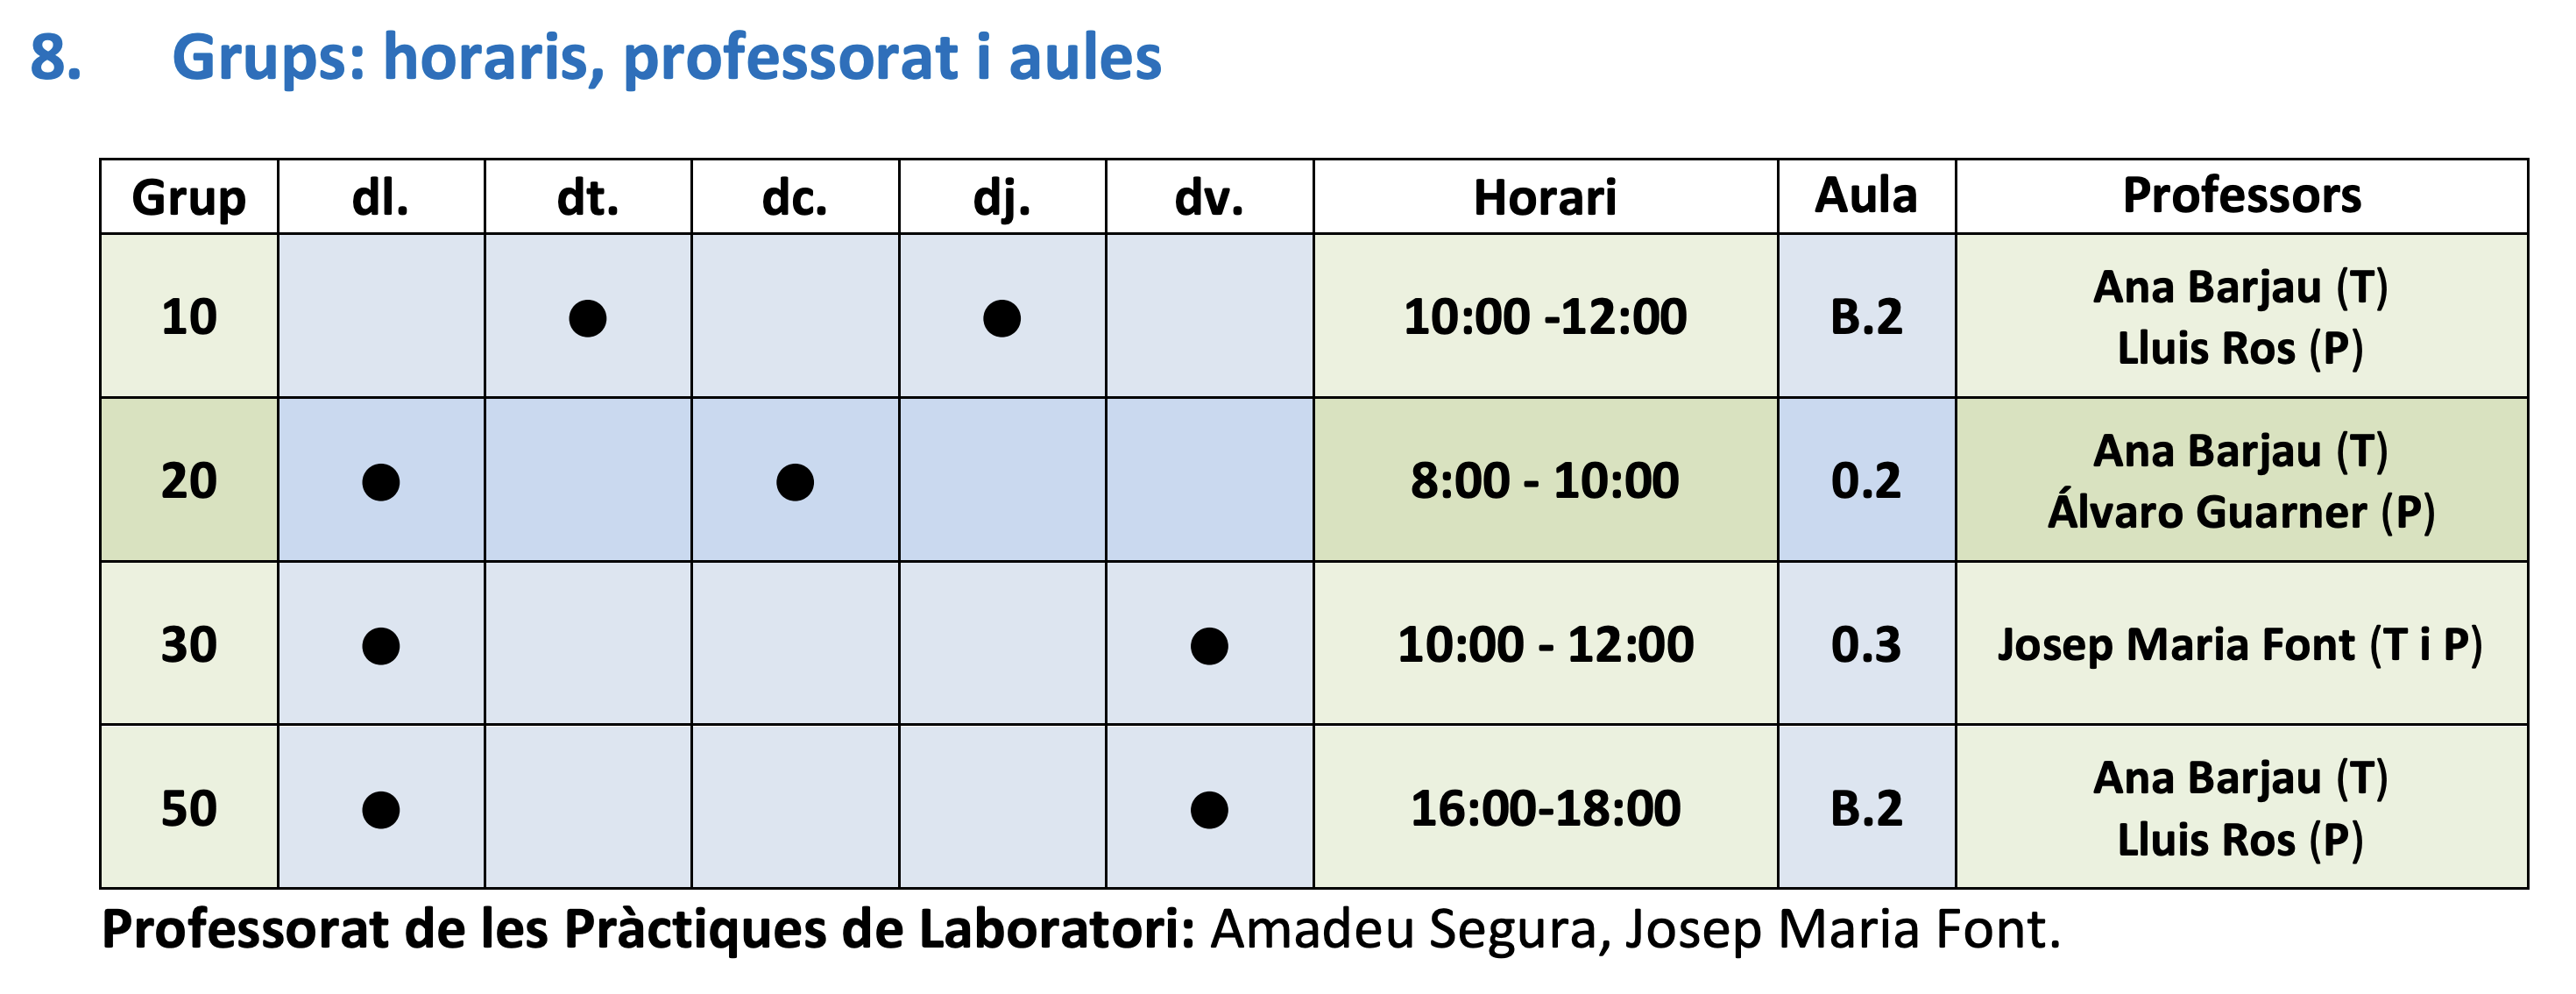 8. Grups: horaris, professorat i aules
Grup dl. dt. dc. dj. dv. Horari Aula Professors
10 ● ● 10:00 -12:00 B.2 Ana Barjau (T)
Lluis Ros (P)
20 ● ● 8:00 - 10:00 0.2 Ana Barjau (T)
Álvaro Guarner (P)
30 ● ● 10:00 - 12:00 0.3 Josep Maria Font (T i P)
50 ● ● 16:00-18:00 B.2 Ana Barjau (T)
Lluis Ros (P)
Professorat de les Pràctiques de Laboratori: Amadeu Segura, Josep Maria Font.